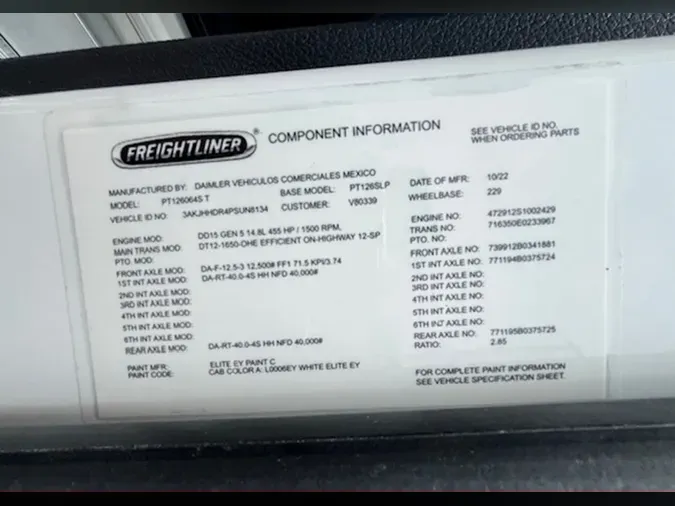 FREIGHTLINER ® COMPONENT INFORMATION
SEE VEHICLE ID NO.
WHEN ORDERING PARTS
MANUFACTURED BY: DAIMLER VEHICULOS COMERCIALES MEXICO
MODEL: PT126064S T BASE MODEL: PT126SLP DATE OF MFR: 10/22
VEHICLE ID NO: 3AKJHHDR4PSUN8134 CUSTOMER: V80339 WHEELBASE: 229
ENGINE MOD: DD15 GEN 5 14.8L 455 HP / 1500 RPM, ENGINE NO: 472912S1002429
MAIN TRANS MOD: DT12-1650-OHE EFFICIENT ON-HIGHWAY 12-SP TRANS NO: 716350E0233967
PTO. MOD: PTO. NO:
FRONT AXLE MOD: DA-F-12.5-3 12,500# FF1 71.5 KPI/3.74 FRONT AXLE NO: 739912B0341881
1ST INT AXLE MOD: DA-RT-40.0-4S HH NFD 40,000# 1ST INT AXLE NO: 771194B0375724
2ND INT AXLE MOD: 2ND INT AXLE NO:
3RD INT AXLE MOD: 3RD INT AXLE NO:
4TH INT AXLE MOD: 4TH INT AXLE NO:
5TH INT AXLE MOD: 5TH INT AXLE NO:
6TH INT AXLE MOD: 6TH INT AXLE NO:
REAR AXLE MOD: DA-RT-40.0-4S HH NFD 40,000# REAR AXLE NO: 771195B0375725
RATIO: 2.85
PAINT MFR: ELITE EY PAINT C
PAINT CODE: CAB COLOR A: L0006EY WHITE ELITE EY
FOR COMPLETE PAINT INFORMATION
SEE VEHICLE SPECIFICATION SHEET.